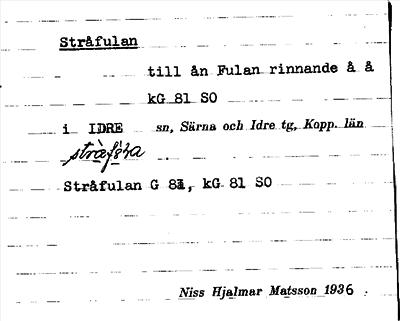 Stråfulan
till ån Fulan rinnande å å
kG 81 SO
i IDRE sn, Särna och Idre tg, Kopp. län
Stråfulan G 81, kG 81 SO
Niss Hjalmar Matsson 1936